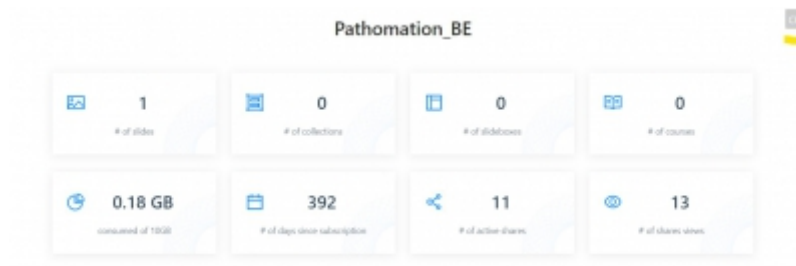 Pathomation_BE
1
# of slides
0
# of collections
0
# of slideboxes
0
# of courses
0.18 GB
consumed of 10GB
392
# of days since subscription
11
# of active shares
13
# of shares views